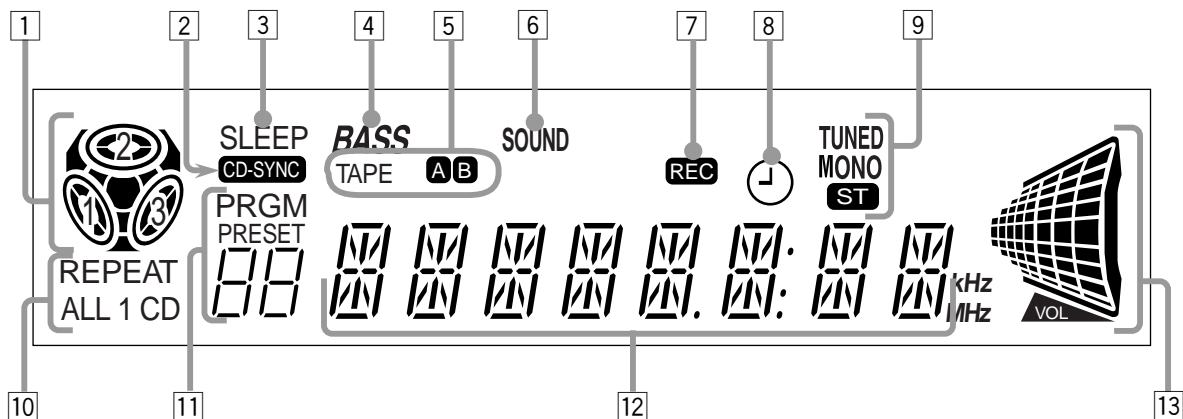 1 2 3 4 5 6 7 8 9
SLEEP BASS SOUND TUNED
CD-SYNC TAPE A B REC MONO
ST
2
1 3
PRGM
PRESET
REPEAT
ALL 1 CD
kHz
MHz
VOL
10 11 12 13